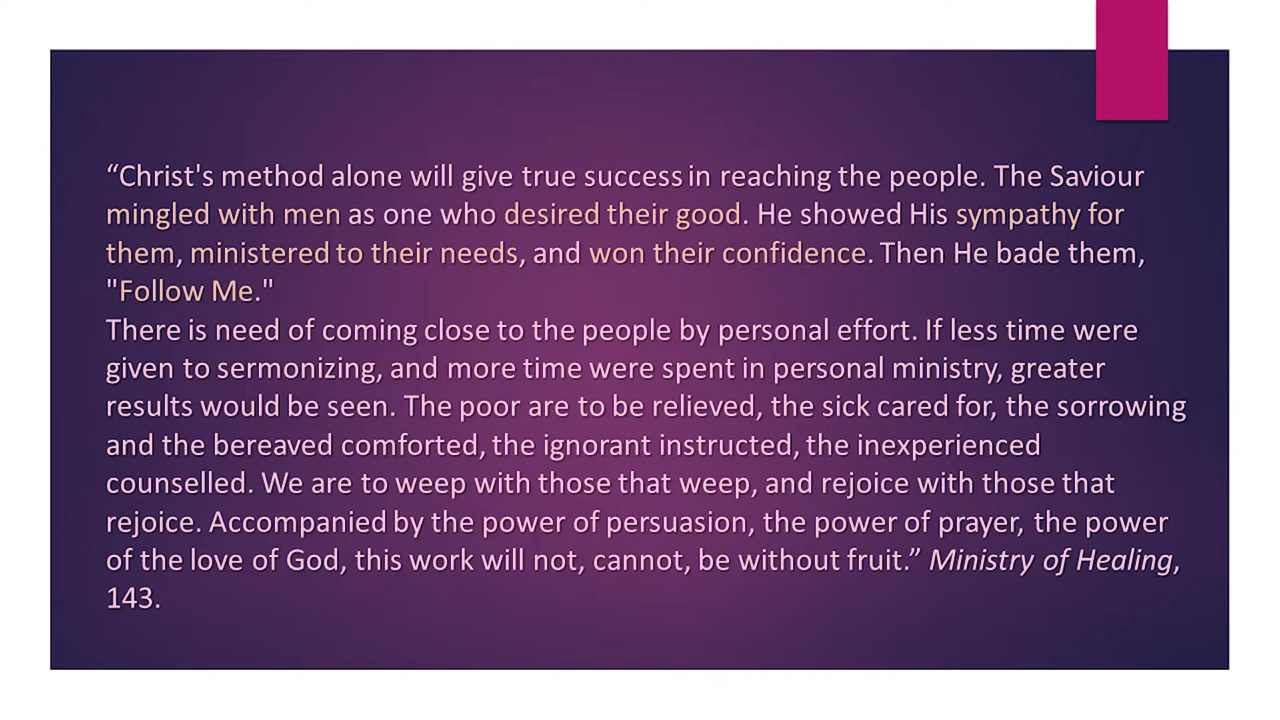 “Christ's method alone will give true success in reaching the people. The Saviour
mingled with men as one who desired their good. He showed His sympathy for
them, ministered to their needs, and won their confidence. Then He bade them,
"Follow Me."
There is need of coming close to the people by personal effort. If less time were
given to sermonizing, and more time were spent in personal ministry, greater
results would be seen. The poor are to be relieved, the sick cared for, the sorrowing
and the bereaved comforted, the ignorant instructed, the inexperienced
counselled. We are to weep with those that weep, and rejoice with those that
rejoice. Accompanied by the power of persuasion, the power of prayer, the power
of the love of God, this work will not, cannot, be without fruit.” Ministry of Healing,
143.